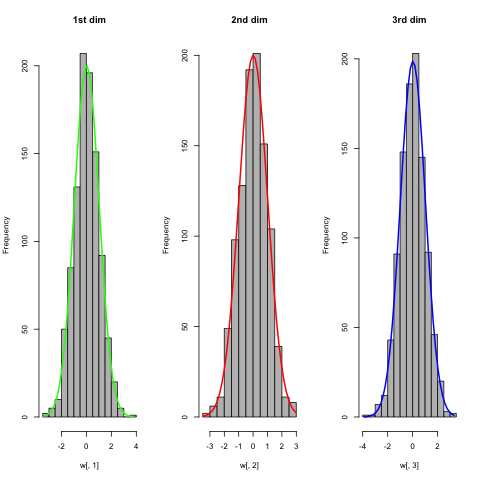 1st dim
2nd dim
3rd dim
Frequency
0
50
100
150
200
-2 0 2 4
w[, 1]
Frequency
0
50
100
150
200
-3 -2 -1 0 1 2 3
w[, 2]
Frequency
0
50
100
150
200
-4 -2 0 2
w[, 3]